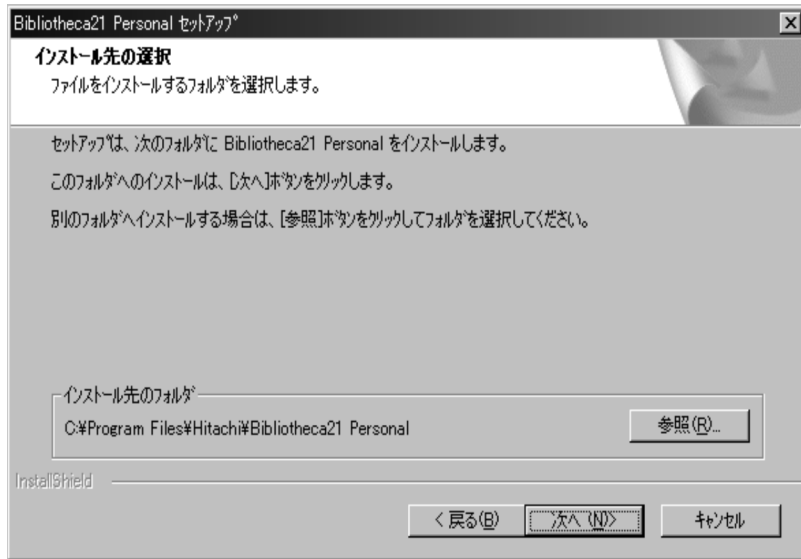 Bibliotheca21 Personal セットアップ
インストール先の選択
ファイルをインストールするフォルダを選択します。
セットアップは、次のフォルダに Bibliotheca21 Personal をインストールします。
このフォルダへのインストールは、[次へ]ボタンをクリックします。
別のフォルダへインストールする場合は、[参照]ボタンをクリックしてフォルダを選択してください。
インストール先のフォルダ
C:¥Program Files¥Hitachi¥Bibliotheca21 Personal
参照(R)...
InstallShield
< 戻る(B)
次へ (N)>
キャンセル